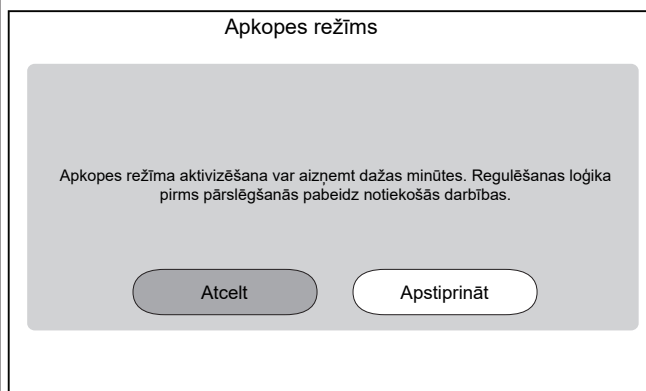 Apkopes režīms
Apkopes režīma aktivizēšana var aizņemt dažas minūtes. Regulēšanas loģika
pirms pārslēgšanās pabeidz notiekošās darbības.
Atcelt
Apstiprināt